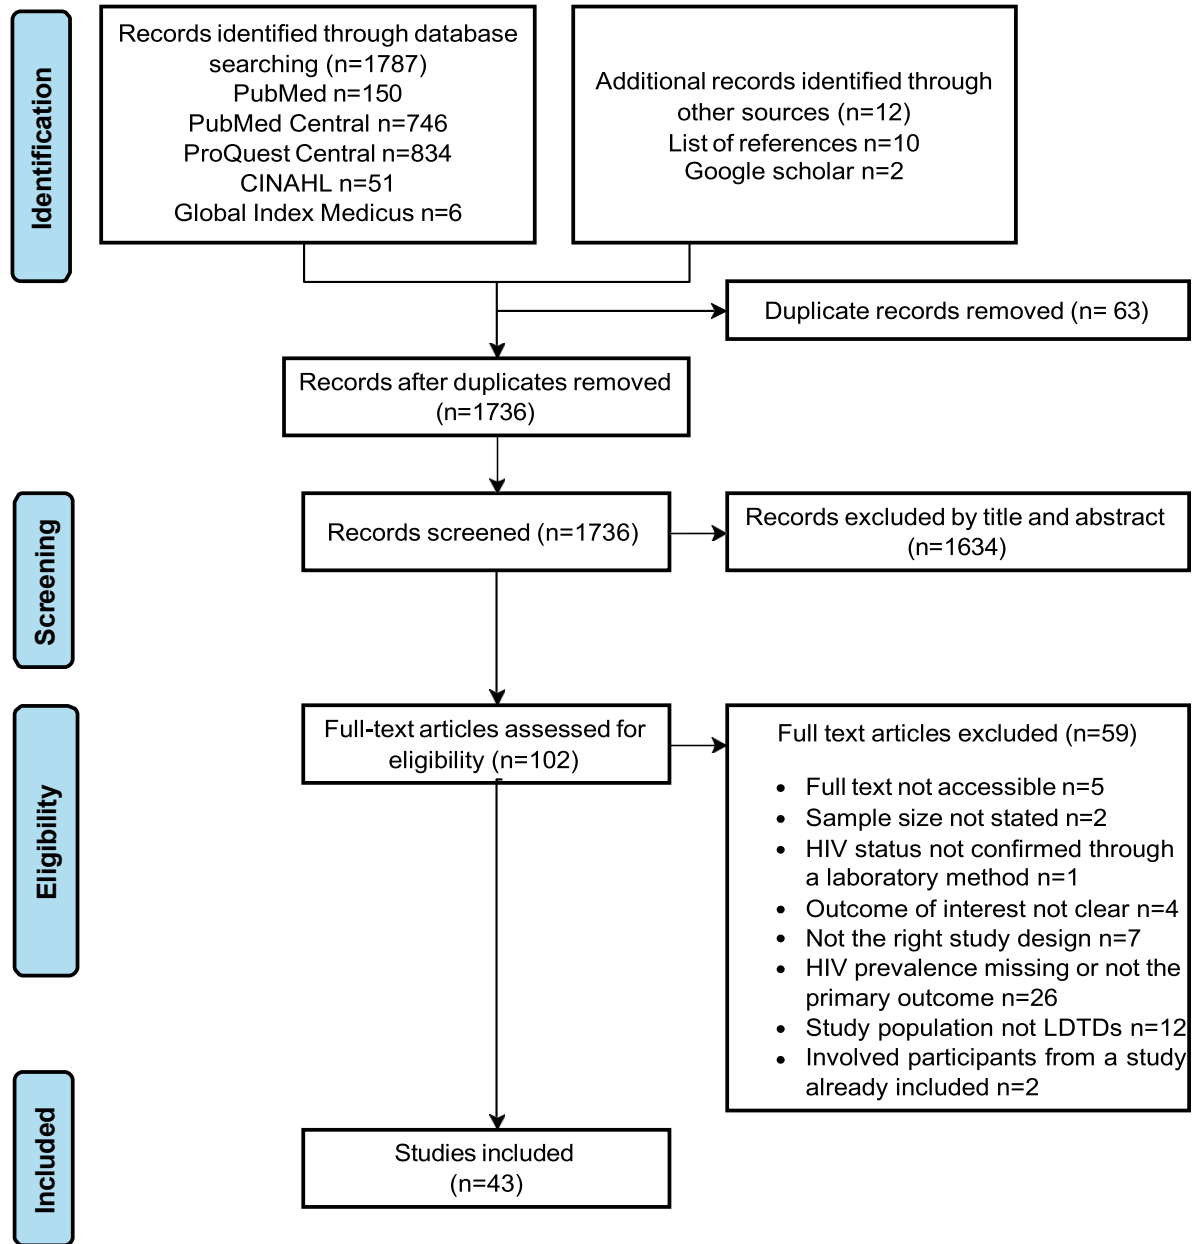 Identification
Records identified through database
searching (n=1787)
PubMed n=150
PubMed Central n=746
ProQuest Central n=834
CINAHL n=51
Global Index Medicus n=6
Additional records identified through
other sources (n=12)
List of references n=10
Google scholar n=2
Duplicate records removed (n= 63)
Records after duplicates removed
(n=1736)
Screening
Records screened (n=1736)
Records excluded by title and abstract
(n=1634)
Eligibility
Full-text articles assessed for
eligibility (n=102)
Full text articles excluded (n=59)
• Full text not accessible n=5
• Sample size not stated n=2
• HIV status not confirmed through
a laboratory method n=1
• Outcome of interest not clear n=4
• Not the right study design n=7
• HIV prevalence missing or not the
primary outcome n=26
• Study population not LDTDs n=12
• Involved participants from a study
already included n=2
Included
Studies included
(n=43)